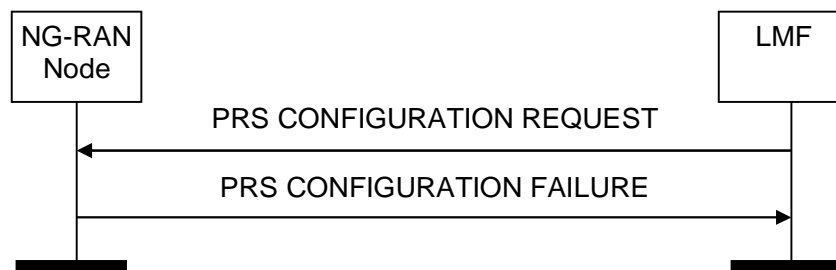 NG-RAN
Node
LMF
PRS CONFIGURATION REQUEST
PRS CONFIGURATION FAILURE